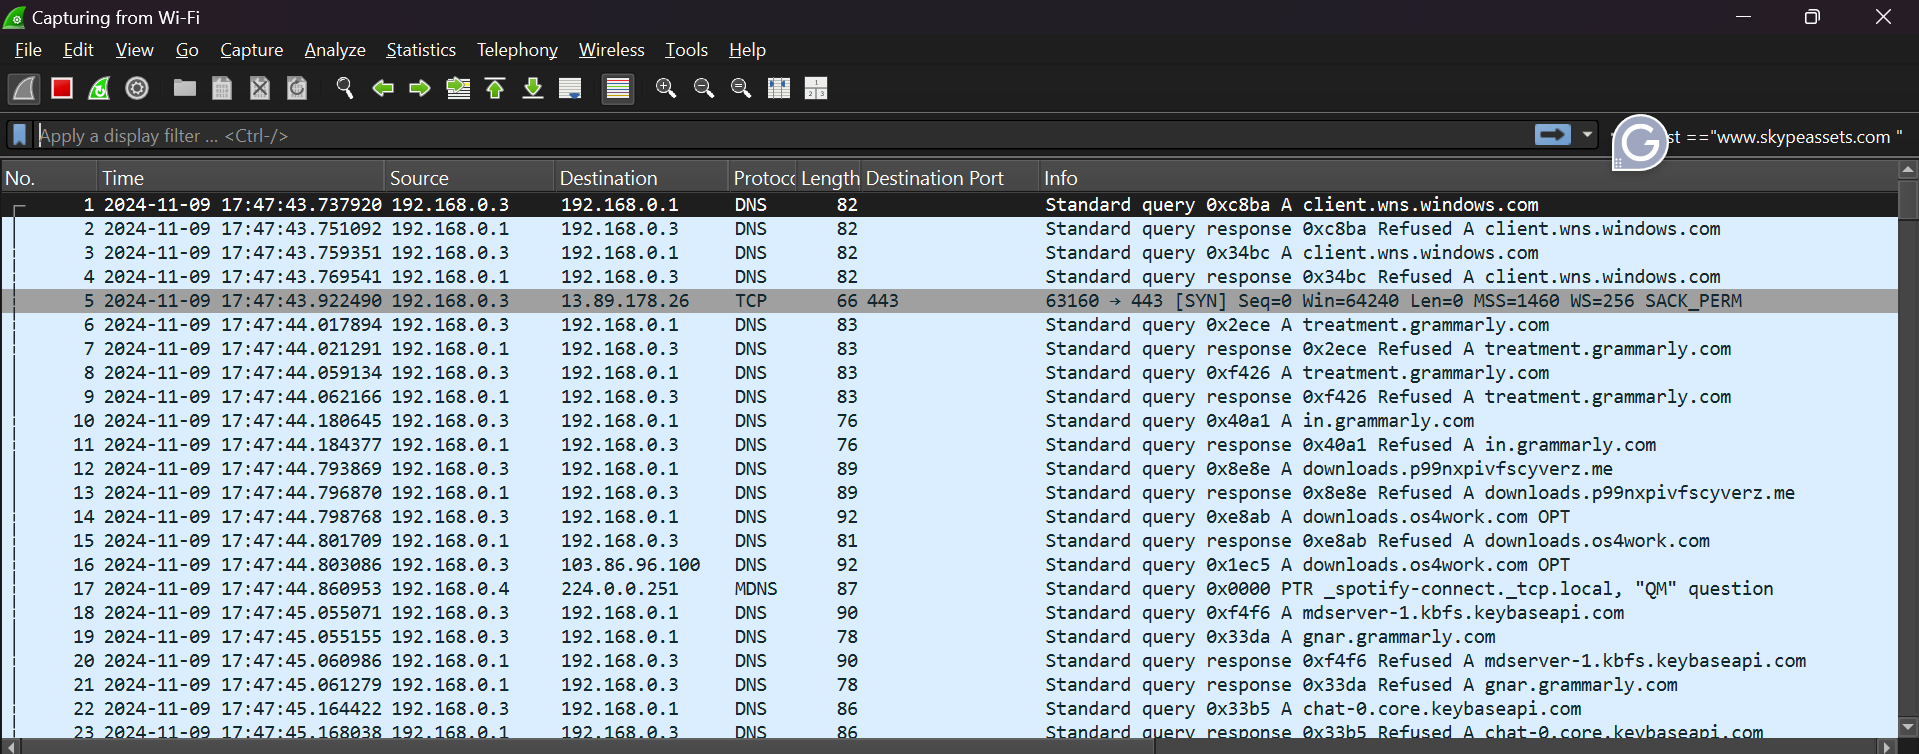 Capturing from Wi-Fi
File Edit View Go Capture Analyze Statistics Telephony Wireless Tools Help
Apply a display filter ... <Ctrl-/> st =="www.skypeassets.com "
No. Time Source Destination Protoco Length Destination Port Info
1 2024-11-09 17:47:43.737920 192.168.0.3 192.168.0.1 DNS 82 Standard query 0xc8ba A client.wns.windows.com
2 2024-11-09 17:47:43.751092 192.168.0.1 192.168.0.3 DNS 82 Standard query response 0xc8ba Refused A client.wns.windows.com
3 2024-11-09 17:47:43.759351 192.168.0.3 192.168.0.1 DNS 82 Standard query 0x34bc A client.wns.windows.com
4 2024-11-09 17:47:43.769541 192.168.0.1 192.168.0.3 DNS 82 Standard query response 0x34bc Refused A client.wns.windows.com
5 2024-11-09 17:47:43.922490 192.168.0.3 13.89.178.26 TCP 66 443 63160 → 443 [SYN] Seq=0 Win=64240 Len=0 MSS=1460 WS=256 SACK_PERM
6 2024-11-09 17:47:44.017894 192.168.0.3 192.168.0.1 DNS 83 Standard query 0x2ece A treatment.grammarly.com
7 2024-11-09 17:47:44.021291 192.168.0.1 192.168.0.3 DNS 83 Standard query response 0x2ece Refused A treatment.grammarly.com
8 2024-11-09 17:47:44.059134 192.168.0.3 192.168.0.1 DNS 83 Standard query 0xf426 A treatment.grammarly.com
9 2024-11-09 17:47:44.062166 192.168.0.1 192.168.0.3 DNS 83 Standard query response 0xf426 Refused A treatment.grammarly.com
10 2024-11-09 17:47:44.180645 192.168.0.3 192.168.0.1 DNS 76 Standard query 0x40a1 A in.grammarly.com
11 2024-11-09 17:47:44.184377 192.168.0.1 192.168.0.3 DNS 76 Standard query response 0x40a1 Refused A in.grammarly.com
12 2024-11-09 17:47:44.793869 192.168.0.3 192.168.0.1 DNS 89 Standard query 0x8e8e A downloads.p99nxpivfscyverz.me
13 2024-11-09 17:47:44.796870 192.168.0.1 192.168.0.3 DNS 89 Standard query response 0x8e8e Refused A downloads.p99nxpivfscyverz.me
14 2024-11-09 17:47:44.798768 192.168.0.3 192.168.0.1 DNS 92 Standard query 0xe8ab A downloads.os4work.com OPT
15 2024-11-09 17:47:44.801709 192.168.0.1 192.168.0.3 DNS 81 Standard query response 0xe8ab Refused A downloads.os4work.com
16 2024-11-09 17:47:44.803086 192.168.0.3 103.86.96.100 DNS 92 Standard query 0x1ec5 A downloads.os4work.com OPT
17 2024-11-09 17:47:44.860953 192.168.0.4 224.0.0.251 MDNS 87 Standard query 0x0000 PTR _spotify-connect._tcp.local, "QM" question
18 2024-11-09 17:47:45.055071 192.168.0.3 192.168.0.1 DNS 90 Standard query 0xf4f6 A mdserver-1.kbfs.keybaseapi.com
19 2024-11-09 17:47:45.055155 192.168.0.3 192.168.0.1 DNS 78 Standard query 0x33da A gnar.grammarly.com
20 2024-11-09 17:47:45.060986 192.168.0.1 192.168.0.3 DNS 90 Standard query response 0xf4f6 Refused A mdserver-1.kbfs.keybaseapi.com
21 2024-11-09 17:47:45.061279 192.168.0.1 192.168.0.3 DNS 78 Standard query response 0x33da Refused A gnar.grammarly.com
22 2024-11-09 17:47:45.164422 192.168.0.3 192.168.0.1 DNS 86 Standard query 0x33b5 A chat-0.core.keybaseapi.com
23 2024-11-09 17:47:45.168038 192.168.0.1 192.168.0.3 DNS 86 Standard query response 0x33b5 Refused A chat-0.core.keybaseapi.com